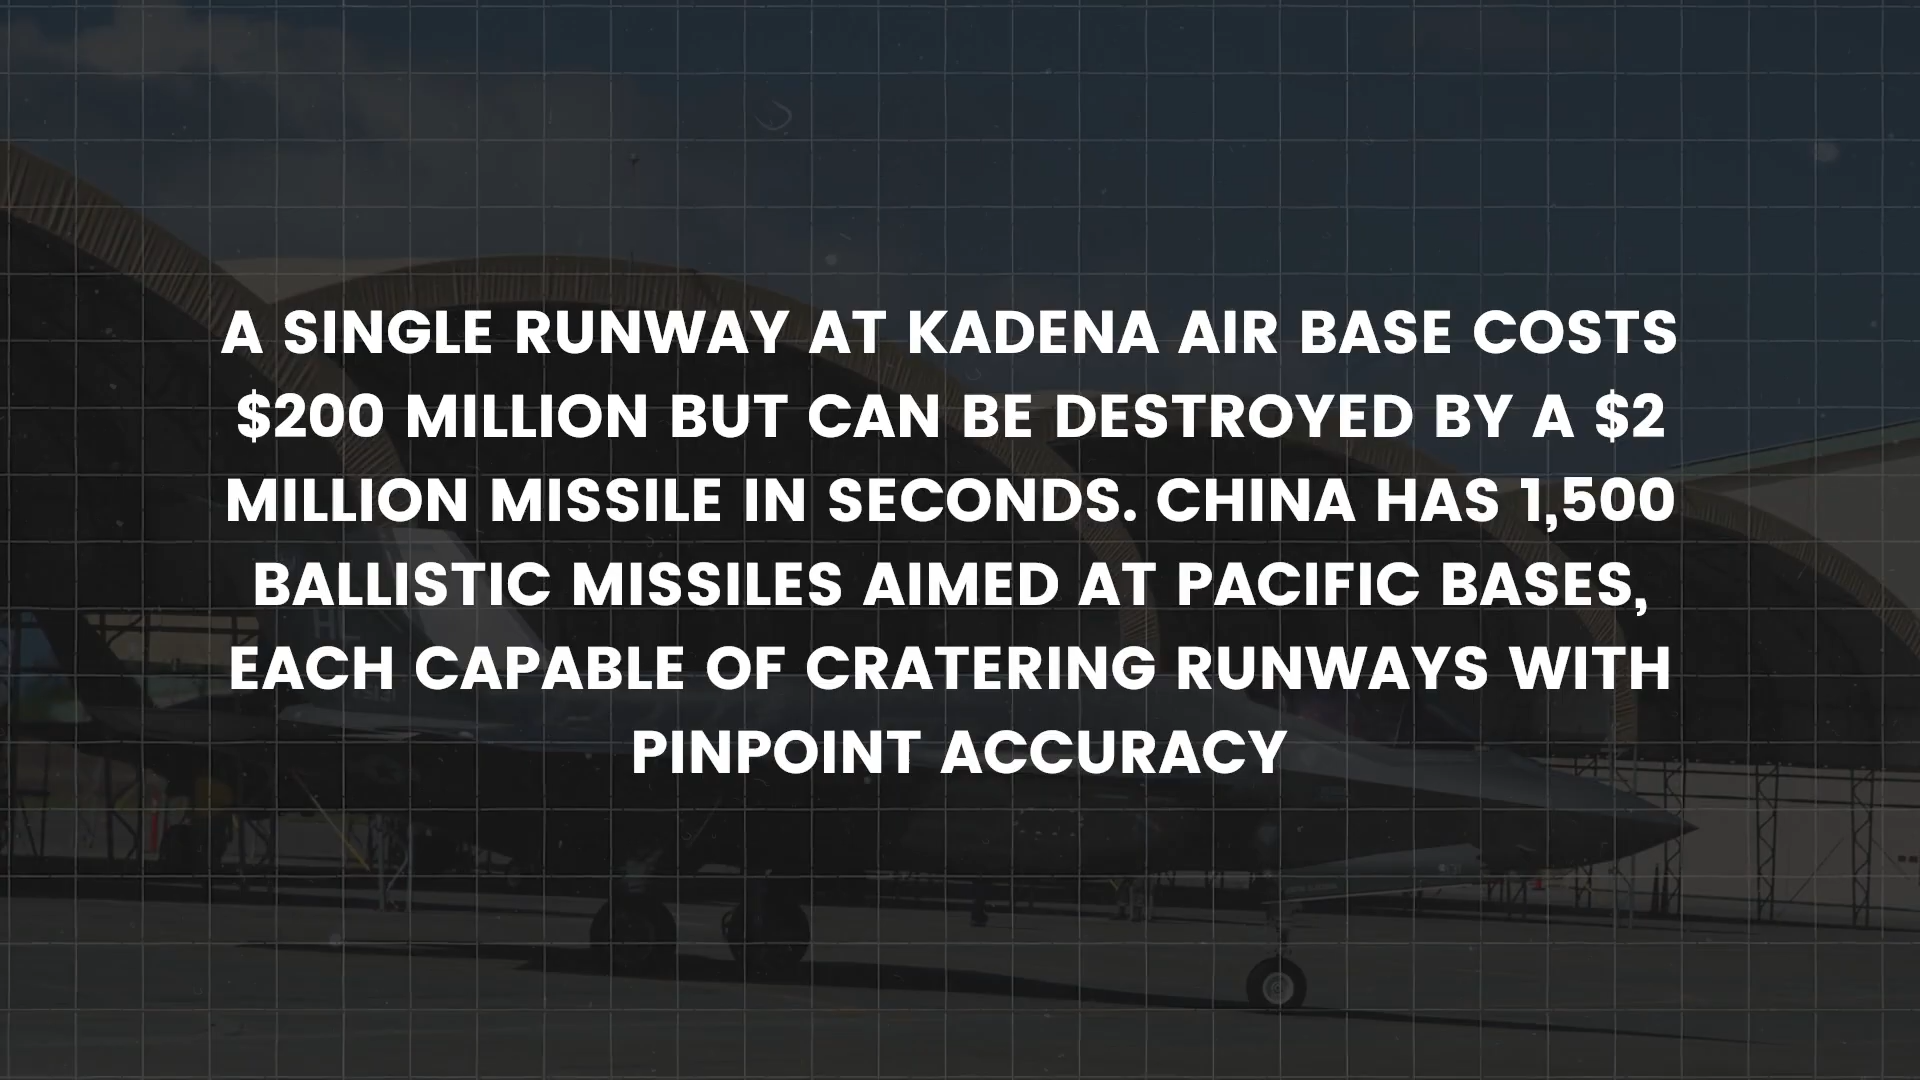 A SINGLE RUNWAY AT KADENA AIR BASE COSTS
$200 MILLION BUT CAN BE DESTROYED BY A $2
MILLION MISSILE IN SECONDS. CHINA HAS 1,500
BALLISTIC MISSILES AIMED AT PACIFIC BASES,
EACH CAPABLE OF CRATERING RUNWAYS WITH
PINPOINT ACCURACY
HL